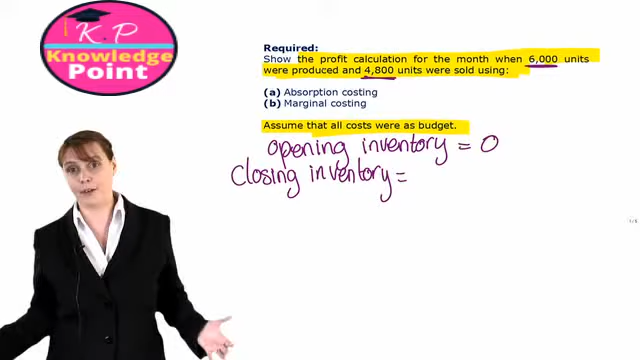 K.P
Knowledge
Point
Required:
Show the profit calculation for the month when 6,000 units
were produced and 4,800 units were sold using:
(a) Absorption costing
(b) Marginal costing
Assume that all costs were as budget.
opening inventory = 0
closing inventory =